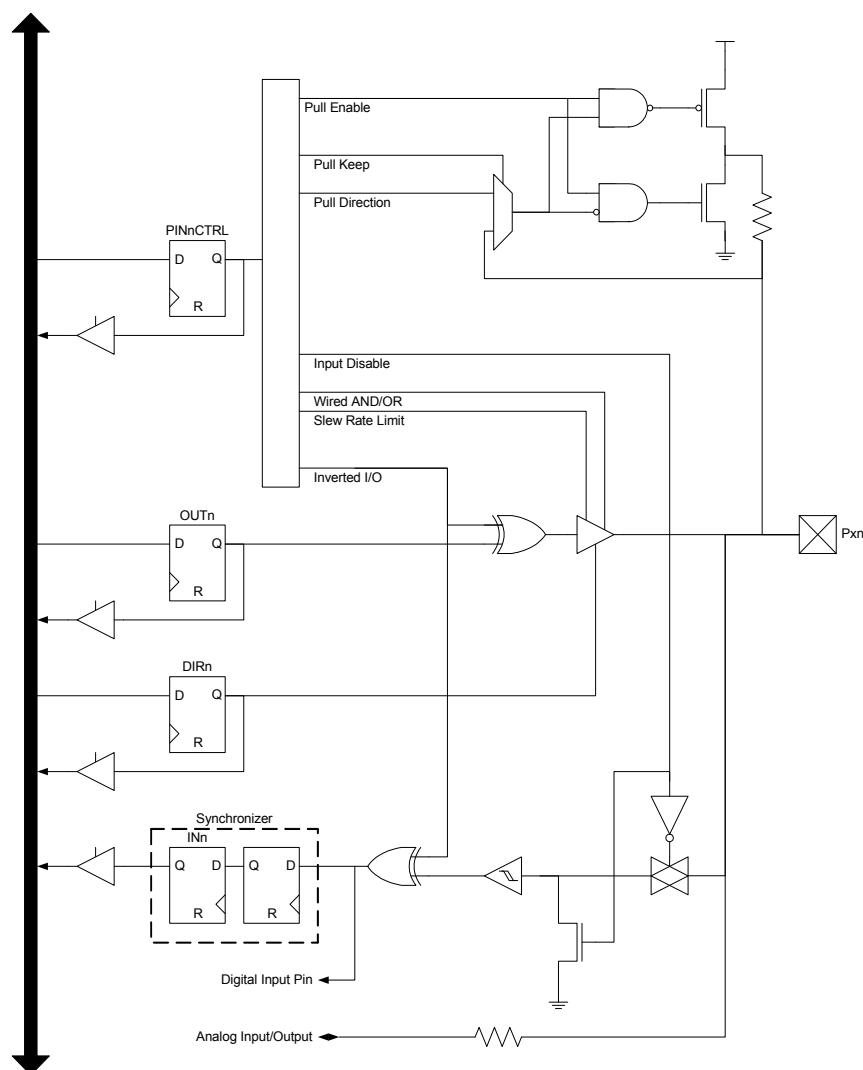 Pull Enable
Pull Keep
Pull Direction
PINnCTRL
D
Q
R
Input Disable
Wired AND/OR
Slew Rate Limit
Inverted I/O
OUTn
D
Q
R
Pxn
DIRn
D
Q
R
Synchronizer
INn
Q
D
Q
D
R
R
Digital Input Pin
Analog Input/Output